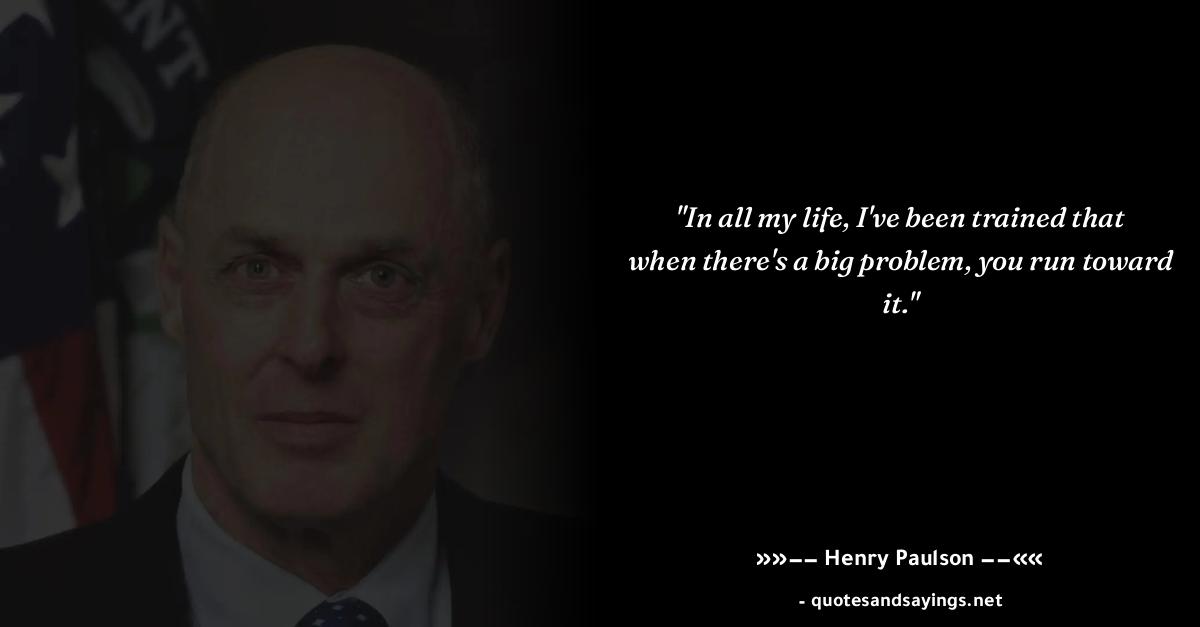 NT
"In all my life, I've been trained that
when there's a big problem, you run toward
it."
»»–– Henry Paulson ––««
- quotesandsayings.net